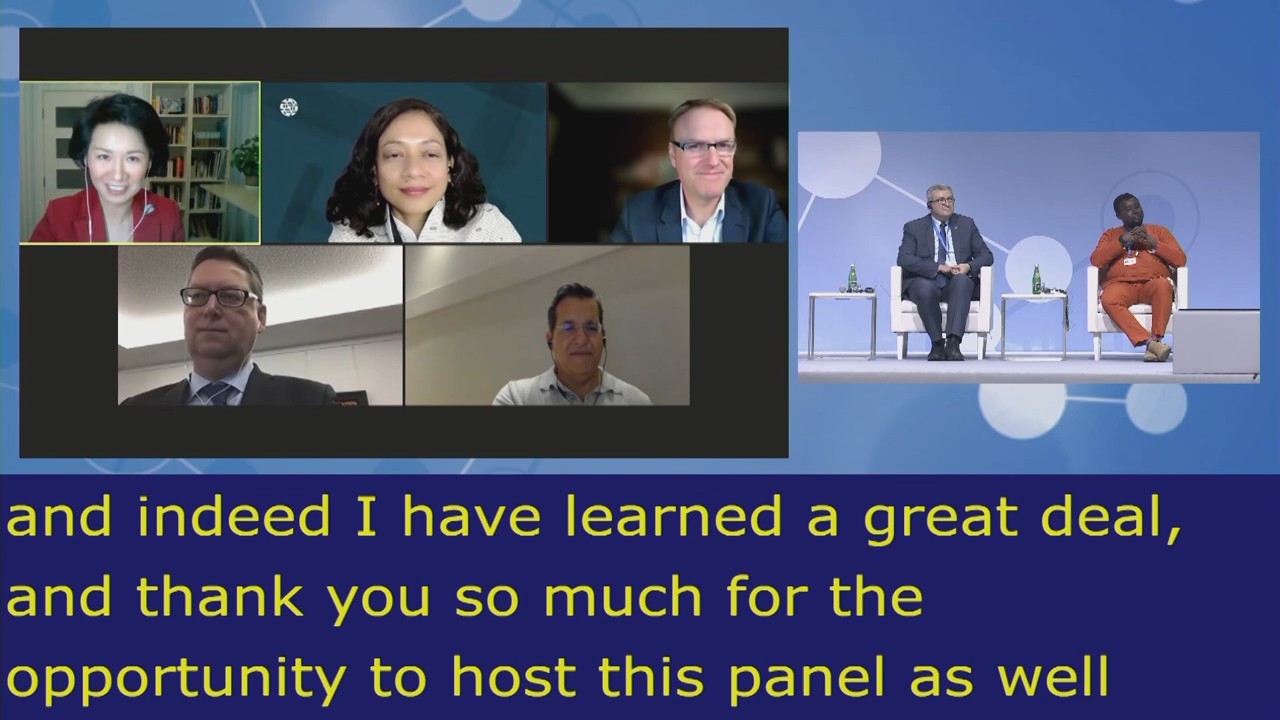 and indeed I have learned a great deal,
and thank you so much for the
opportunity to host this panel as well